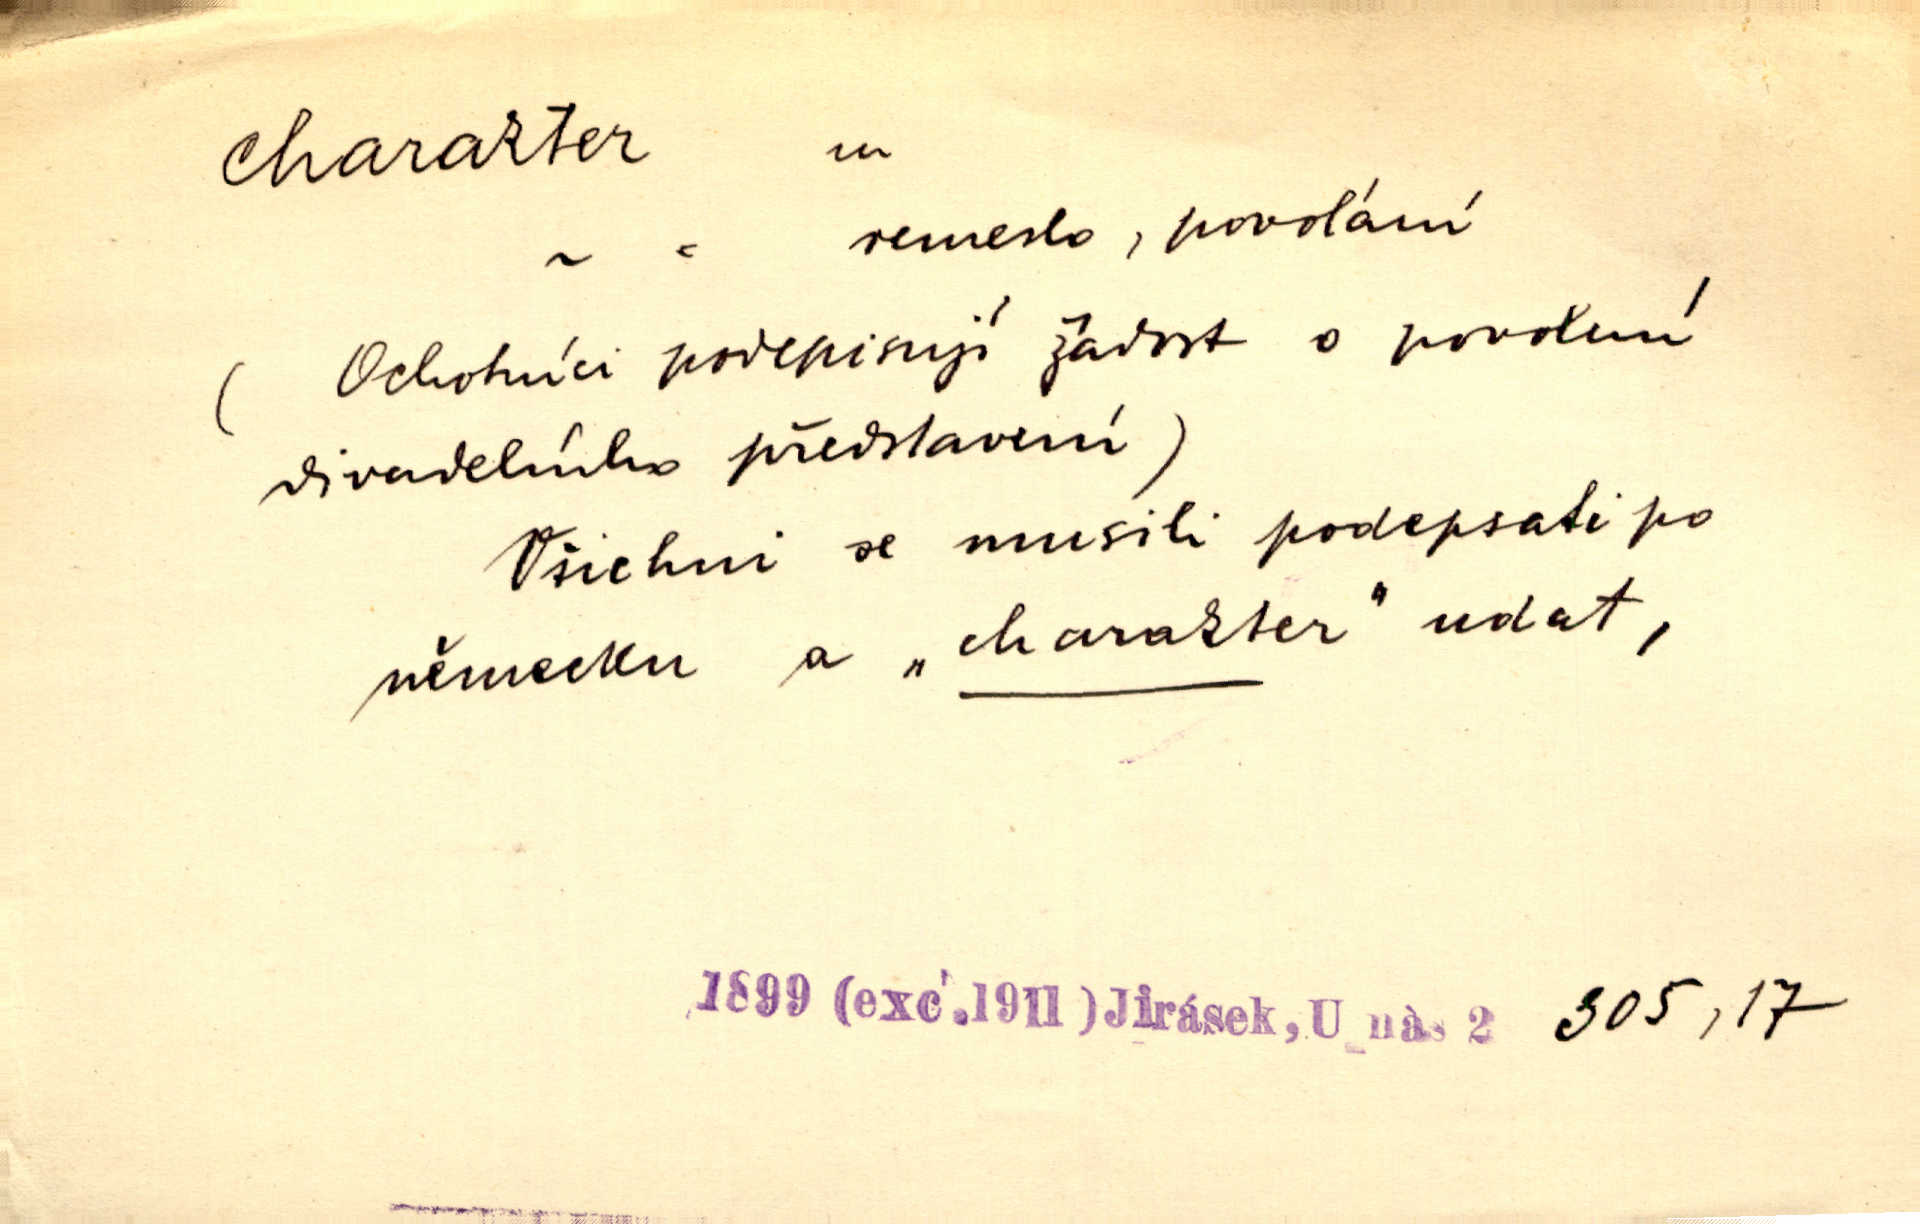 charakter m
~ = remeslo, povolání
( Ochotníci podepisují žádost o povolení
divadelního představení )
Všichni se musili podepsati po
německu a „charakter" udat,
1899 (exc.1911) Jirásek, U nás 2 305, 17